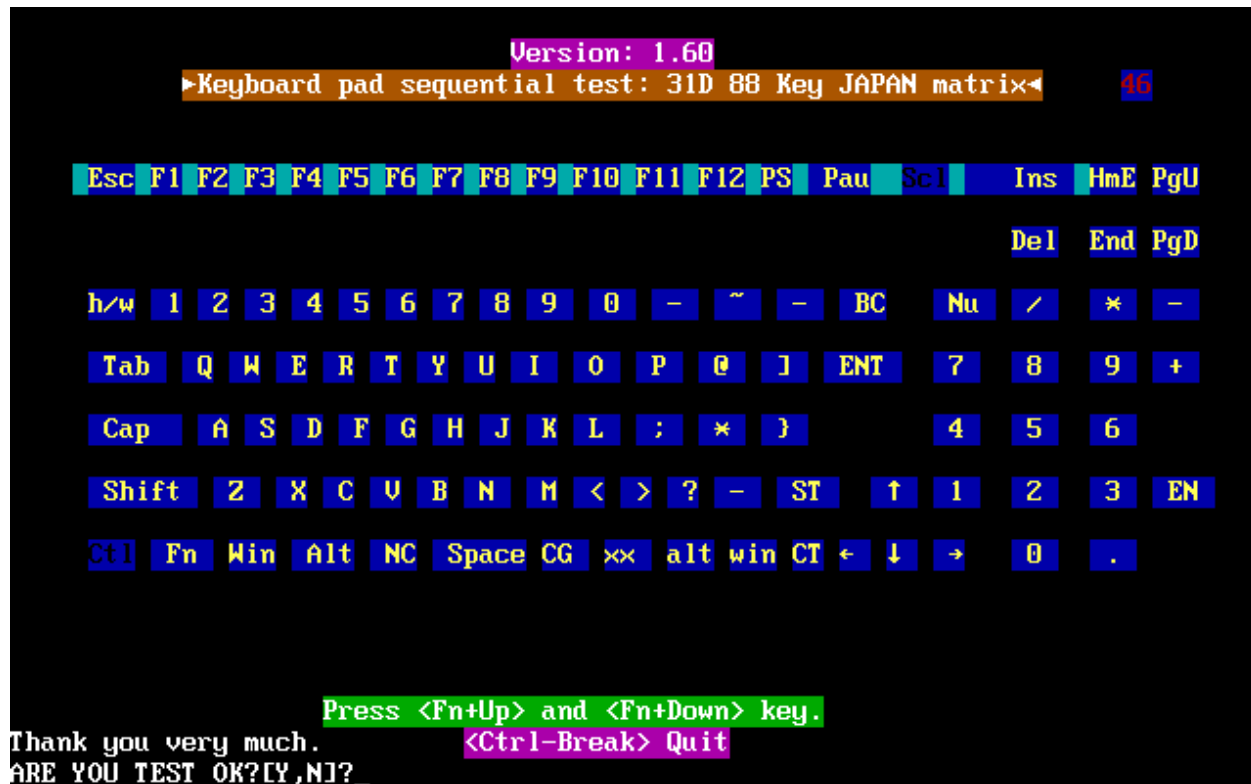 Version: 1.60
►Keyboard pad sequential test: 31D 88 Key JAPAN matrix◄ 46
Esc F1 F2 F3 F4 F5 F6 F7 F8 F9 F10 F11 F12 PS Pau Scl Ins HmE PgU
Del End PgD
h/w 1 2 3 4 5 6 7 8 9 0 - ~ - BC Nu / * -
Tab Q W E R T Y U I O P @ ] ENT 7 8 9 +
Cap A S D F G H J K L ; * } 4 5 6
Shift Z X C V B N M < > ? - ST ↑ 1 2 3 EN
Ctl Fn Win Alt NC Space CG xx alt win CT ← ↓ → 0 .
Press <Fn+Up> and <Fn+Down> key.
Thank you very much. <Ctrl-Break> Quit
ARE YOU TEST OK?[Y,N]?_